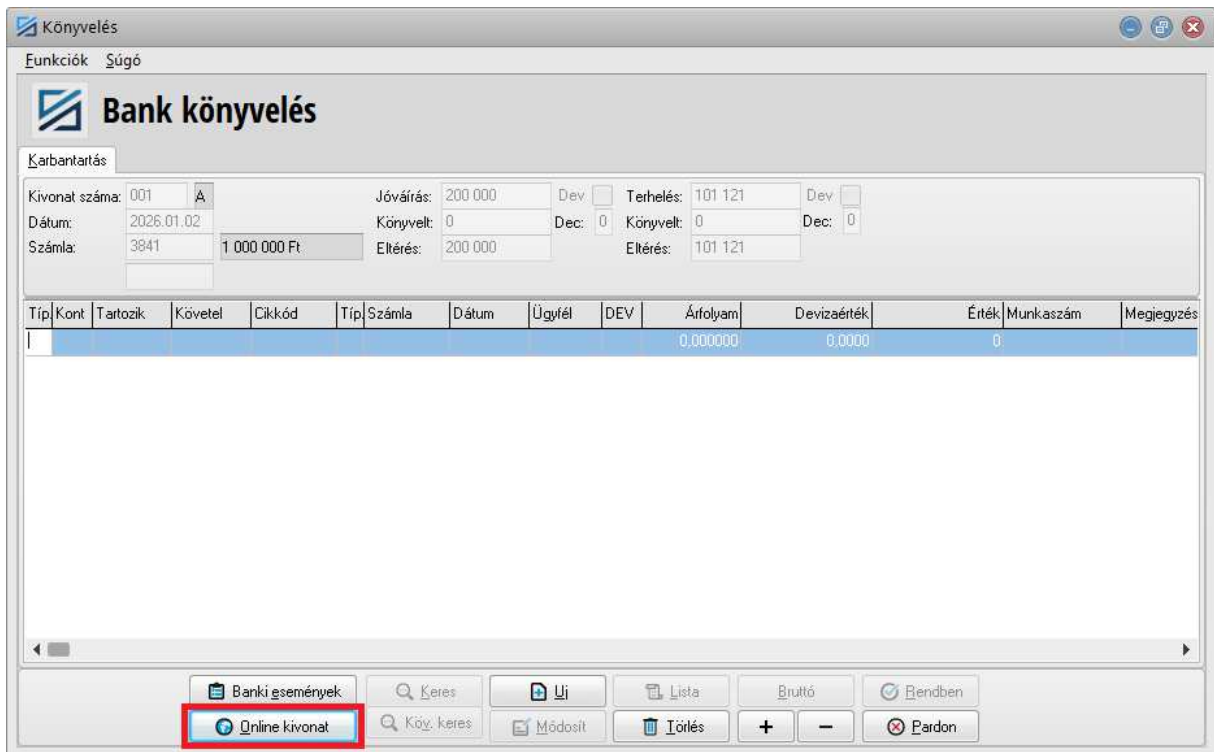 Könyvelés
Funkciók Súgó
Bank könyvelés
Karbantartás
Kivonat száma: 001 A Jóváírás: 200 000 Dev Terhelés: 101 121 Dev
Dátum: 2026.01.02 Könyvelt: 0 Dec: 0 Könyvelt: 0 Dec: 0
Számla: 3841 1 000 000 Ft Eltérés: 200 000 Eltérés: 101 121
Típ. Kont Tartozik Követel Cikkód Típ. Számla Dátum Ügyfél DEV Árfolyam Devizaérték Érték Munkaszám Megjegyzés
0,000000 0,0000 0
Banki események Keres Uj Lista Bruttó Rendben
Online kivonat Köv. keres Módosít Törlés + − Pardon